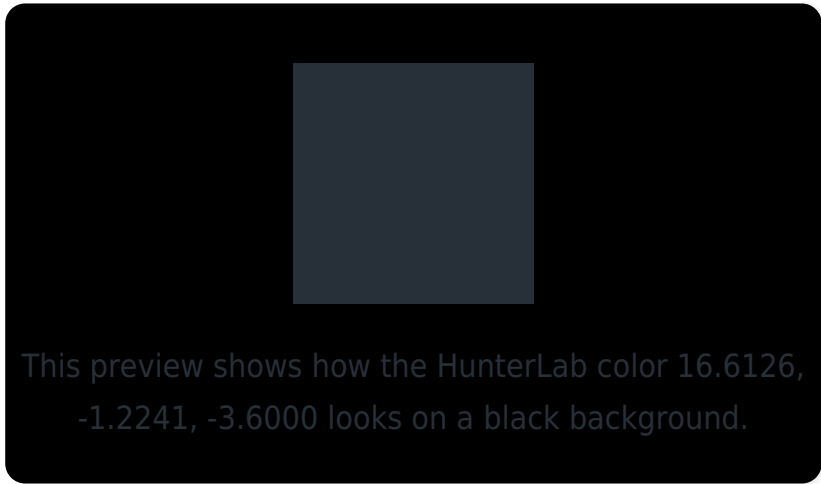 This preview shows how the HunterLab color 16.6126,
-1.2241, -3.6000 looks on a black background.